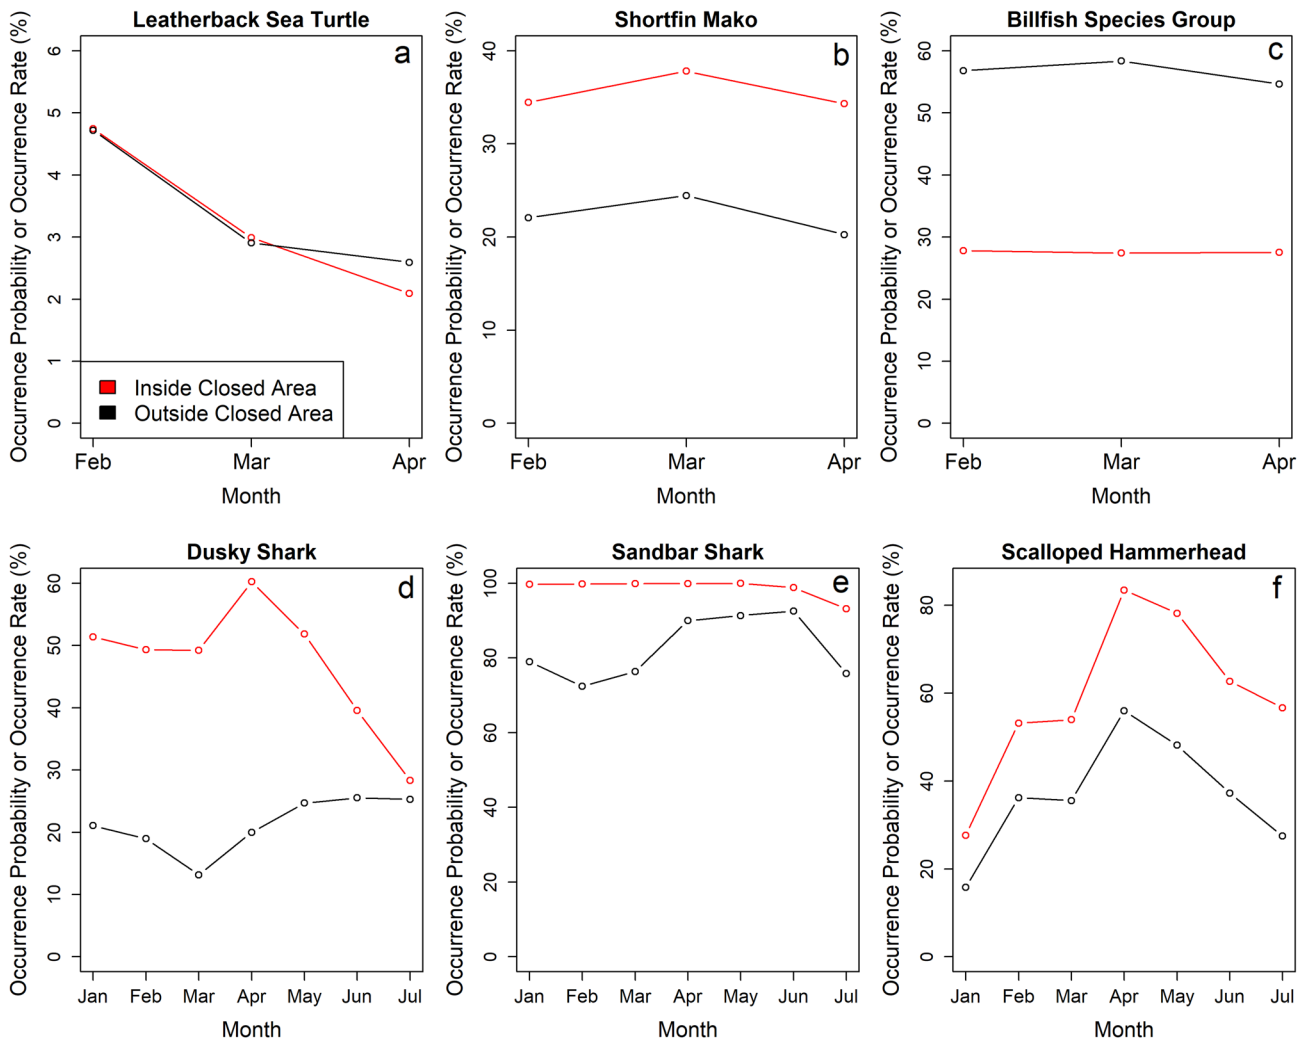 Leatherback Sea Turtle
a
Occurrence Probability or Occurrence Rate (%)
6
5
4
3
2
1
0
Inside Closed Area
Outside Closed Area
Feb Mar Apr
Month
Shortfin Mako
b
Occurrence Probability or Occurrence Rate (%)
40
30
20
10
0
Feb Mar Apr
Month
Billfish Species Group
c
Occurrence Probability or Occurrence Rate (%)
60
50
40
30
20
10
0
Feb Mar Apr
Month
Dusky Shark
d
Occurrence Probability or Occurrence Rate (%)
60
50
40
30
20
10
0
Jan Feb Mar Apr May Jun Jul
Month
Sandbar Shark
e
Occurrence Probability or Occurrence Rate (%)
100
80
60
40
20
0
Jan Feb Mar Apr May Jun Jul
Month
Scalloped Hammerhead
f
Occurrence Probability or Occurrence Rate (%)
80
60
40
20
0
Jan Feb Mar Apr May Jun Jul
Month